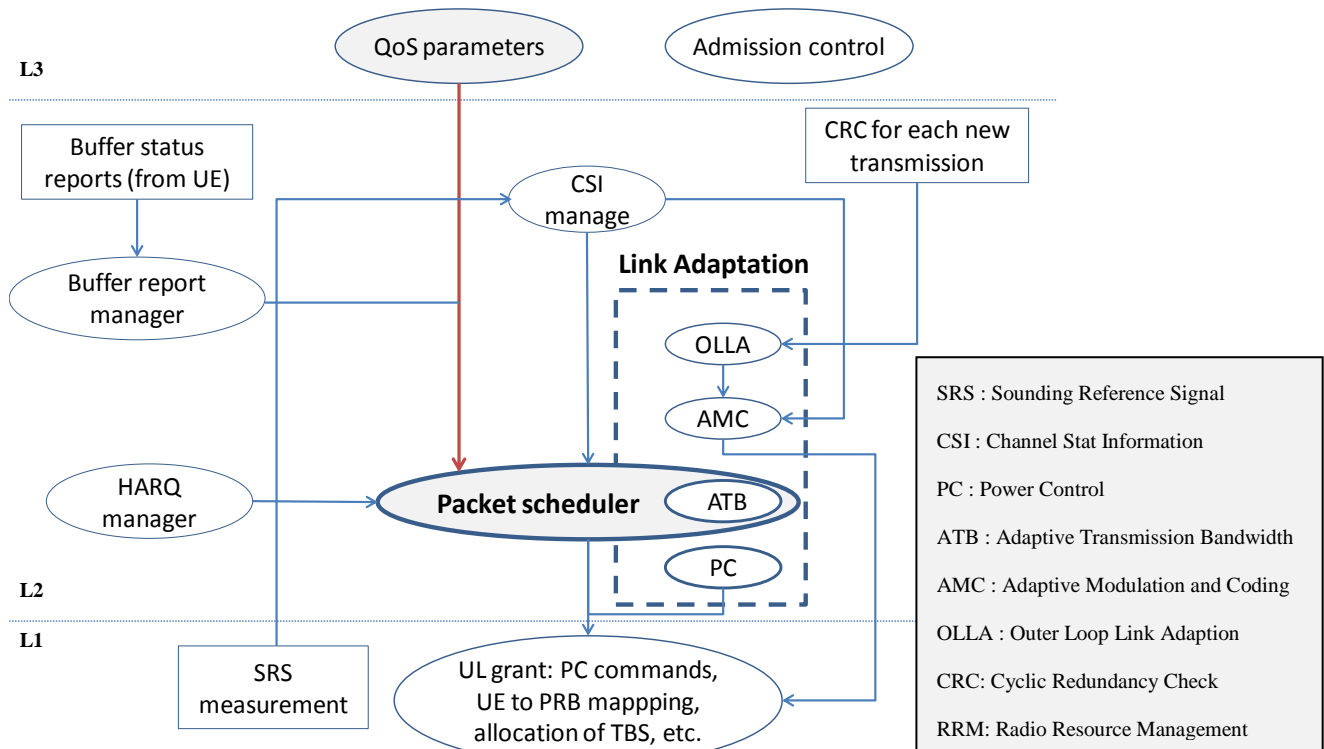 QoS parameters
Admission control
L3
Buffer status
reports (from UE)
CRC for each new
transmission
CSI
manage
Buffer report
manager
Link Adaptation
OLLA
AMC
HARQ
manager
Packet scheduler
ATB
PC
L2
L1
SRS
measurement
UL grant: PC commands,
UE to PRB mappping,
allocation of TBS, etc.
SRS : Sounding Reference Signal
CSI : Channel Stat Information
PC : Power Control
ATB : Adaptive Transmission Bandwidth
AMC : Adaptive Modulation and Coding
OLLA : Outer Loop Link Adaption
CRC: Cyclic Redundancy Check
RRM: Radio Resource Management